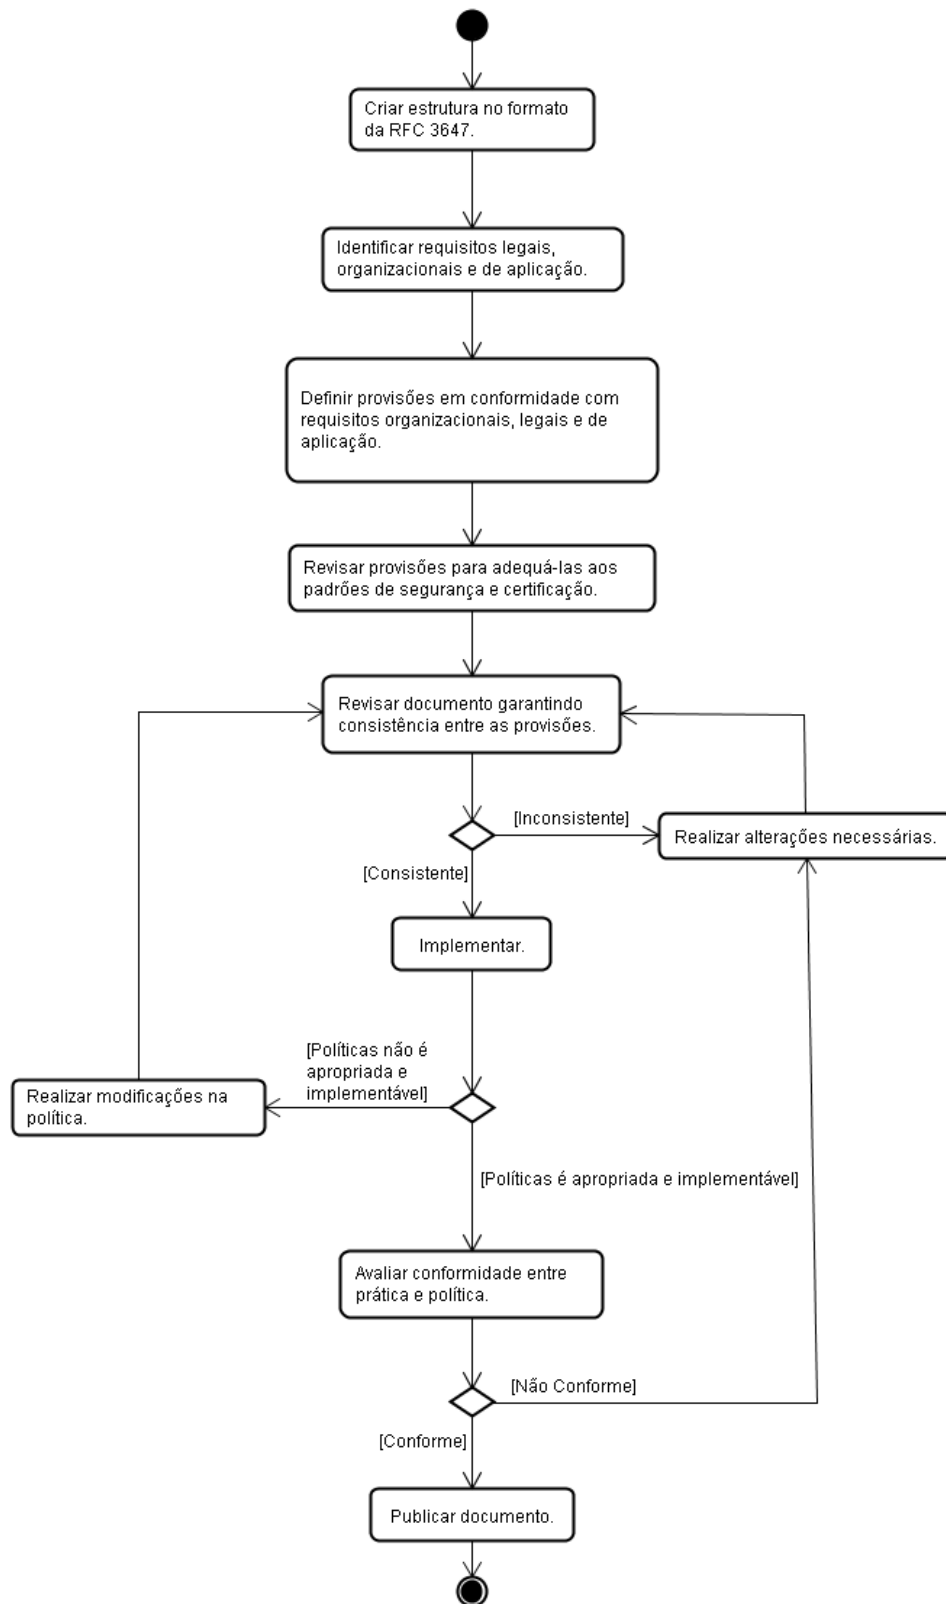 Criar estrutura no formato
da RFC 3647.
Identificar requisitos legais,
organizacionais e de aplicação.
Definir provisões em conformidade com
requisitos organizacionais, legais e de
aplicação.
Revisar provisões para adequá-las aos
padrões de segurança e certificação.
Revisar documento garantindo
consistência entre as provisões.
[Inconsistente]
Realizar alterações necessárias.
[Consistente]
Implementar.
[Políticas não é
apropriada e
implementável]
Realizar modificações na
política.
[Políticas é apropriada e implementável]
Avaliar conformidade entre
prática e política.
[Não Conforme]
[Conforme]
Publicar documento.